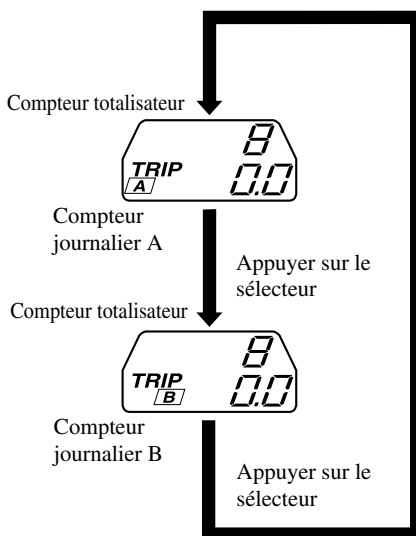 Compteur totalisateur
8
TRIP
A
0.0
Compteur
journalier A
Appuyer sur le
sélecteur
Compteur totalisateur
8
TRIP
B
0.0
Compteur
journalier B
Appuyer sur le
sélecteur